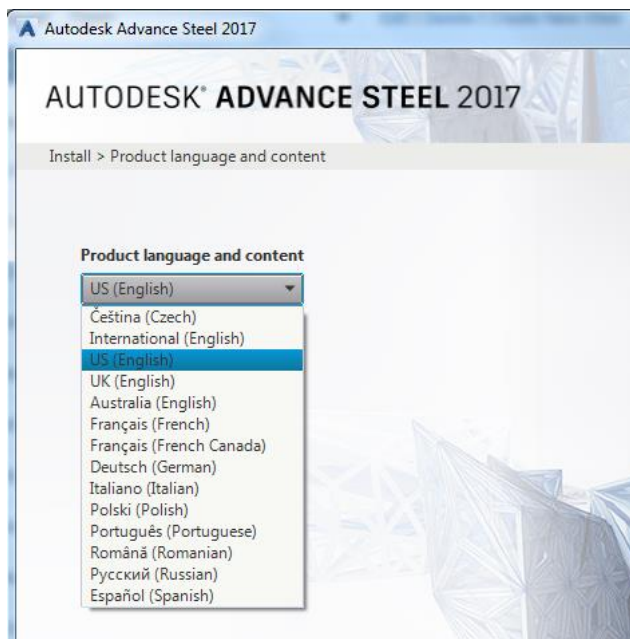 Autodesk Advance Steel 2017
AUTODESK® ADVANCE STEEL 2017
Install > Product language and content
Product language and content
US (English)
Čeština (Czech)
International (English)
US (English)
UK (English)
Australia (English)
Français (French)
Français (French Canada)
Deutsch (German)
Italiano (Italian)
Polski (Polish)
Português (Portuguese)
Română (Romanian)
Русский (Russian)
Español (Spanish)